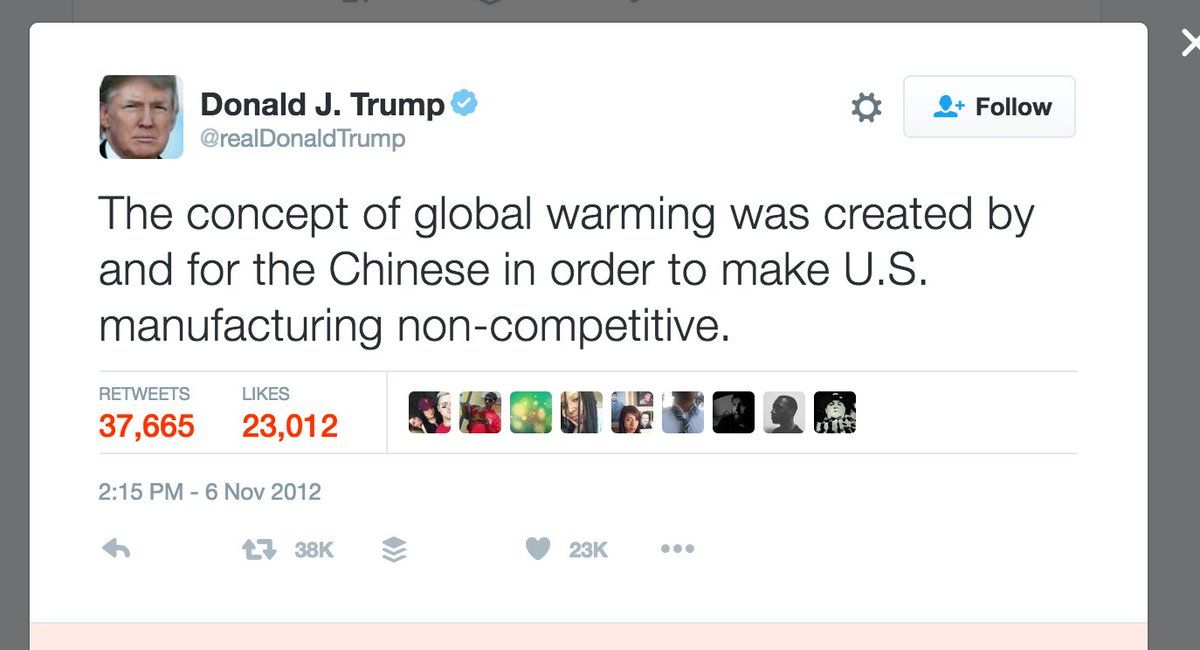 Donald J. Trump
@realDonaldTrump
Follow
The concept of global warming was created by
and for the Chinese in order to make U.S.
manufacturing non-competitive.
RETWEETS LIKES
37,665 23,012
2:15 PM - 6 Nov 2012
38K 23K